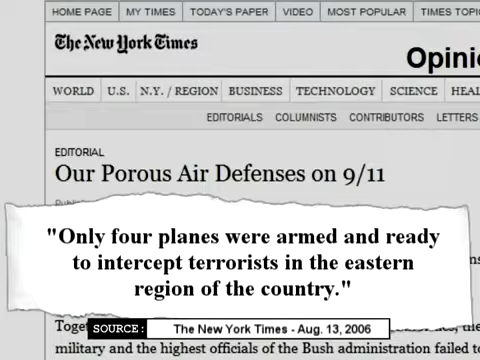 HOME PAGE MY TIMES TODAY'S PAPER VIDEO MOST POPULAR TIMES TOPI
The New York Times
Opini
WORLD U.S. N.Y. / REGION BUSINESS TECHNOLOGY SCIENCE HEAL
EDITORIALS COLUMNISTS CONTRIBUTORS LETTERS
EDITORIAL
Our Porous Air Defenses on 9/11
"Only four planes were armed and ready
to intercept terrorists in the eastern
region of the country."
SOURCE: The New York Times - Aug. 13, 2006
military and the highest officials of the Bush administration failed to